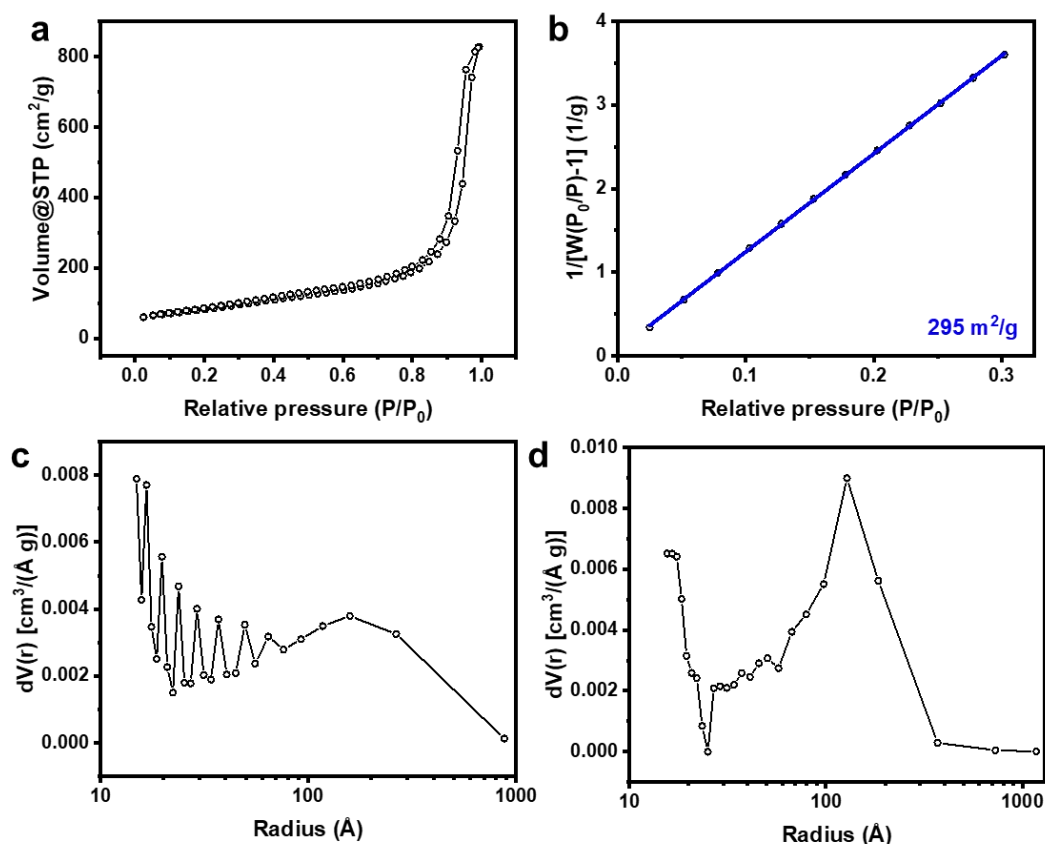 a
Volume@STP (cm²/g)
800
600
400
200
0
0.0 0.2 0.4 0.6 0.8 1.0
Relative pressure (P/P₀)
b
1/[W(P₀/P)-1] (1/g)
4
3
2
1
0
295 m²/g
0.0 0.1 0.2 0.3
Relative pressure (P/P₀)
c
dV(r) [cm³/(Å g)]
0.008
0.006
0.004
0.002
0.000
10 100 1000
Radius (Å)
d
dV(r) [cm³/(Å g)]
0.010
0.008
0.006
0.004
0.002
0.000
10 100 1000
Radius (Å)